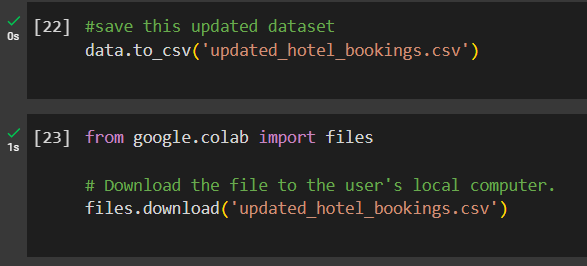 [22] #save this updated dataset
0s data.to_csv('updated_hotel_bookings.csv')
[23] from google.colab import files
1s
# Download the file to the user's local computer.
files.download('updated_hotel_bookings.csv')